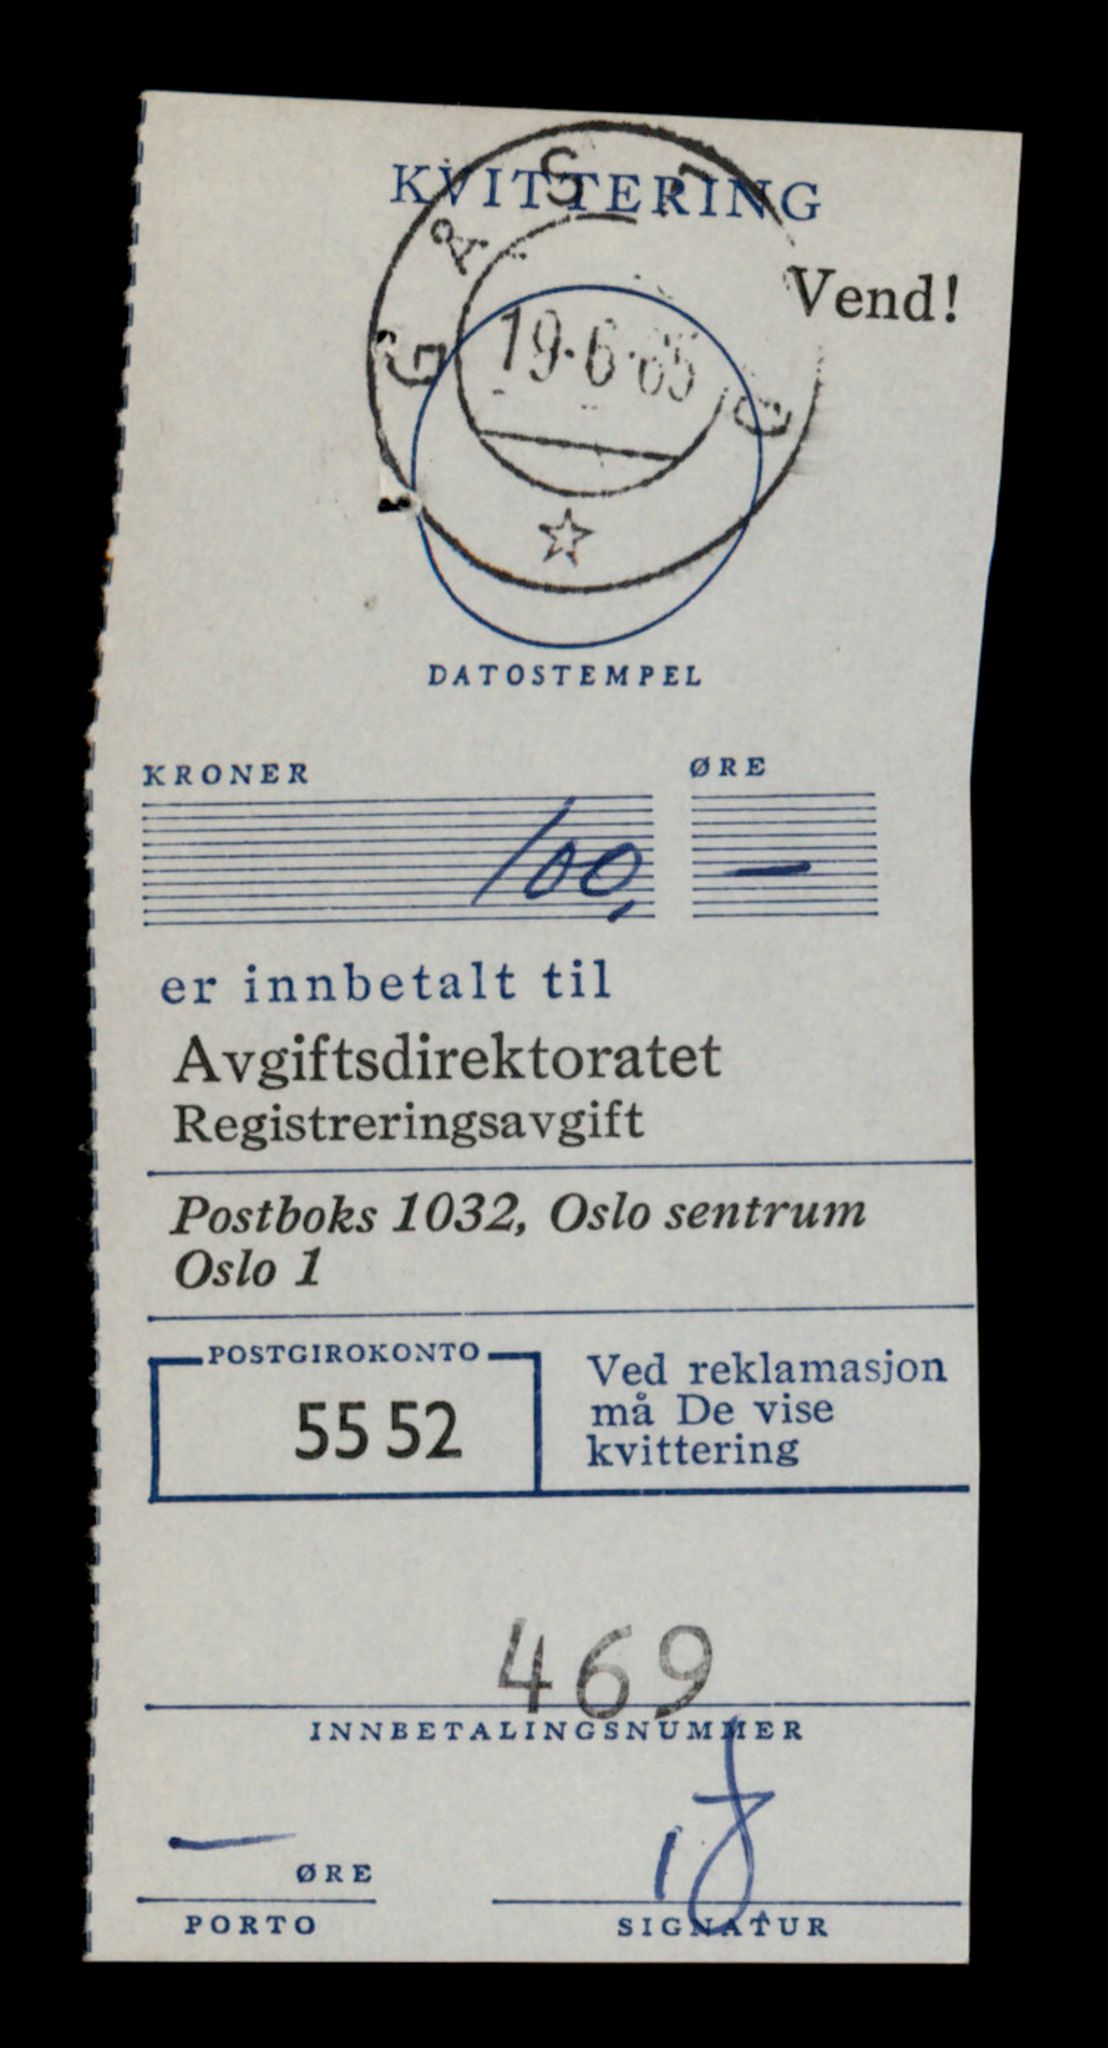 KVITTERING
Vend!
19·6·65
DATOSTEMPEL
KRONER ØRE
100, —
er innbetalt til
Avgiftsdirektoratet
Registreringsavgift
Postboks 1032, Oslo sentrum
Oslo 1
POSTGIROKONTO
55 52
Ved reklamasjon
må De vise
kvittering
469
INNBETALINGSNUMMER
— ØRE
PORTO
SIGNATUR